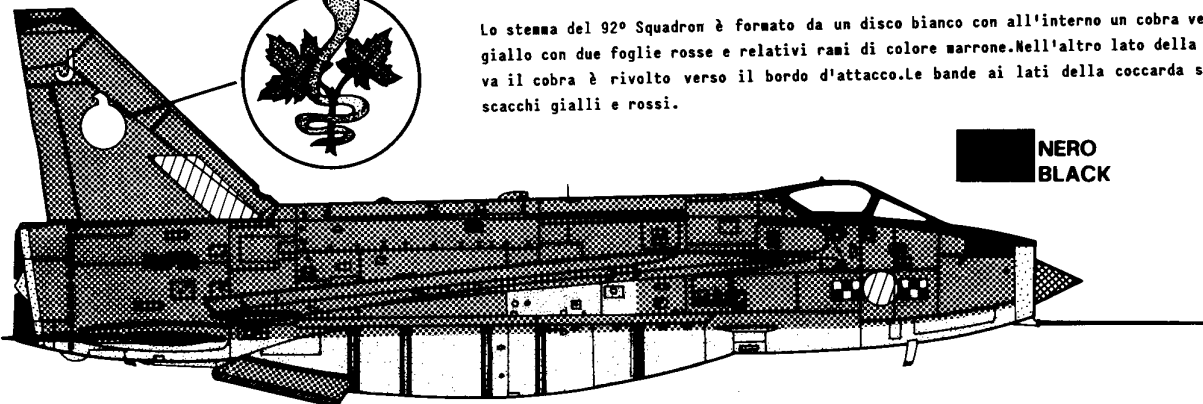 Lo stemma del 92º Squadron è formato da un disco bianco con all'interno un cobra
giallo con due foglie rosse e relativi rami di colore marrone.Nell'altro lato della
va il cobra è rivolto verso il bordo d'attacco.Le bande ai lati della coccarda
scacchi gialli e rossi.
NERO
BLACK